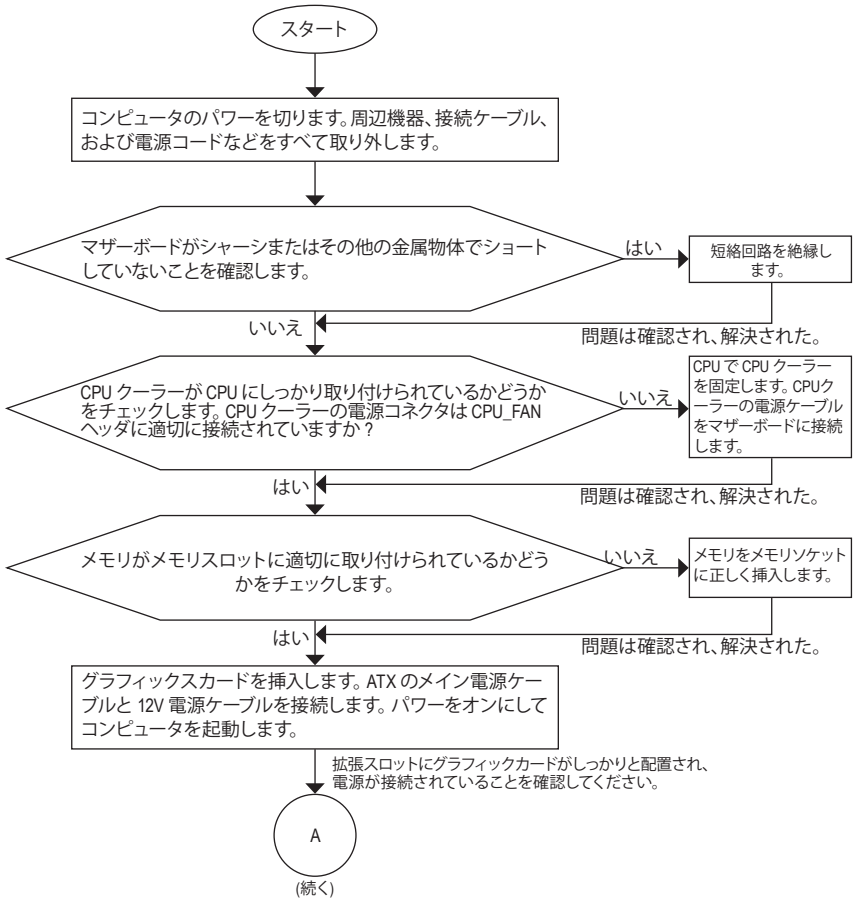 スタート
コンピュータのパワーを切ります。周辺機器、接続ケーブル、
および電源コードなどをすべて取り外します。
マザーボードがシャーシまたはその他の金属物体でショート
していないことを確認します。
はい
短絡回路を絶縁し
ます。
いいえ
問題は確認され、解決された。
CPU クーラーが CPU にしっかり取り付けられているかどうか
をチェックします。CPU クーラーの電源コネクタは CPU_FAN
ヘッダに適切に接続されていますか ?
いいえ
CPU で CPU クーラー
を固定します。CPUク
ーラーの電源ケーブル
をマザーボードに接続
します。
はい
問題は確認され、解決された。
メモリがメモリスロットに適切に取り付けられているかどう
かをチェックします。
いいえ
メモリをメモリソケット
に正しく挿入します。
はい
問題は確認され、解決された。
グラフィックスカードを挿入します。ATX のメイン電源ケー
ブルと 12V 電源ケーブルを接続します。パワーをオンにして
コンピュータを起動します。
拡張スロットにグラフィックカードがしっかりと配置され、
電源が接続されていることを確認してください。
A
(続く)